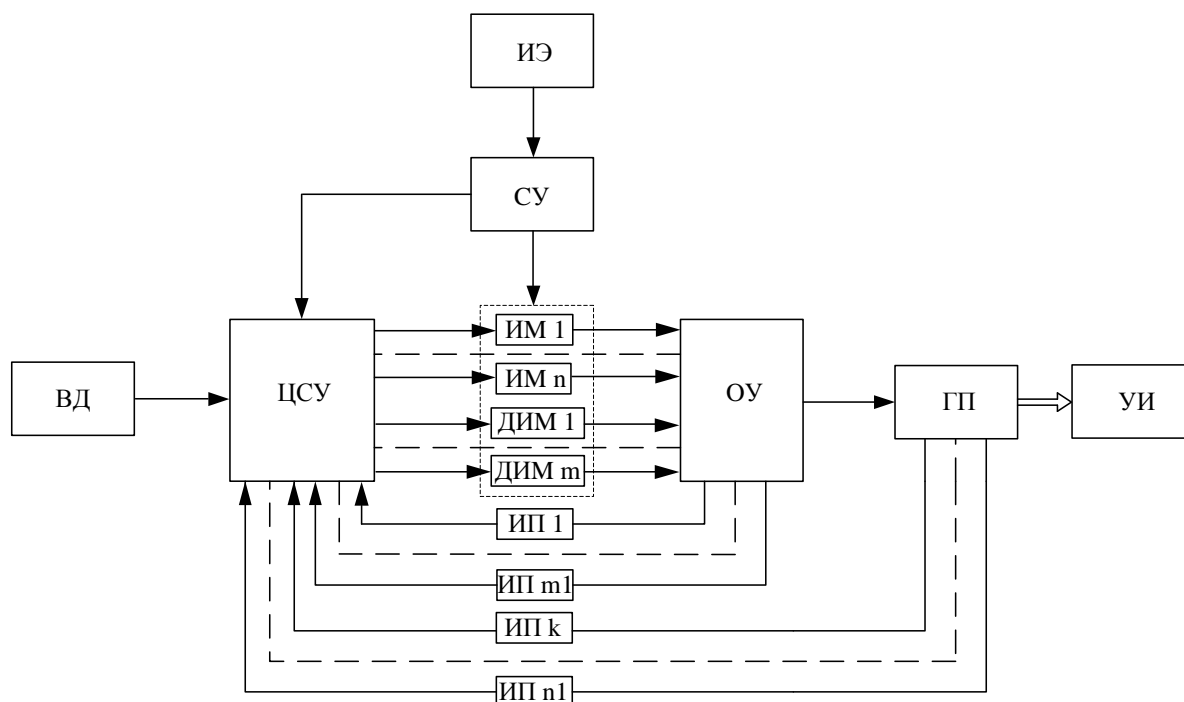 ИЭ
СУ
ИМ 1
ВД
ЦСУ
ИМ n
ОУ
ГП
УИ
ДИМ 1
ДИМ m
ИП 1
ИП m1
ИП k
ИП n1